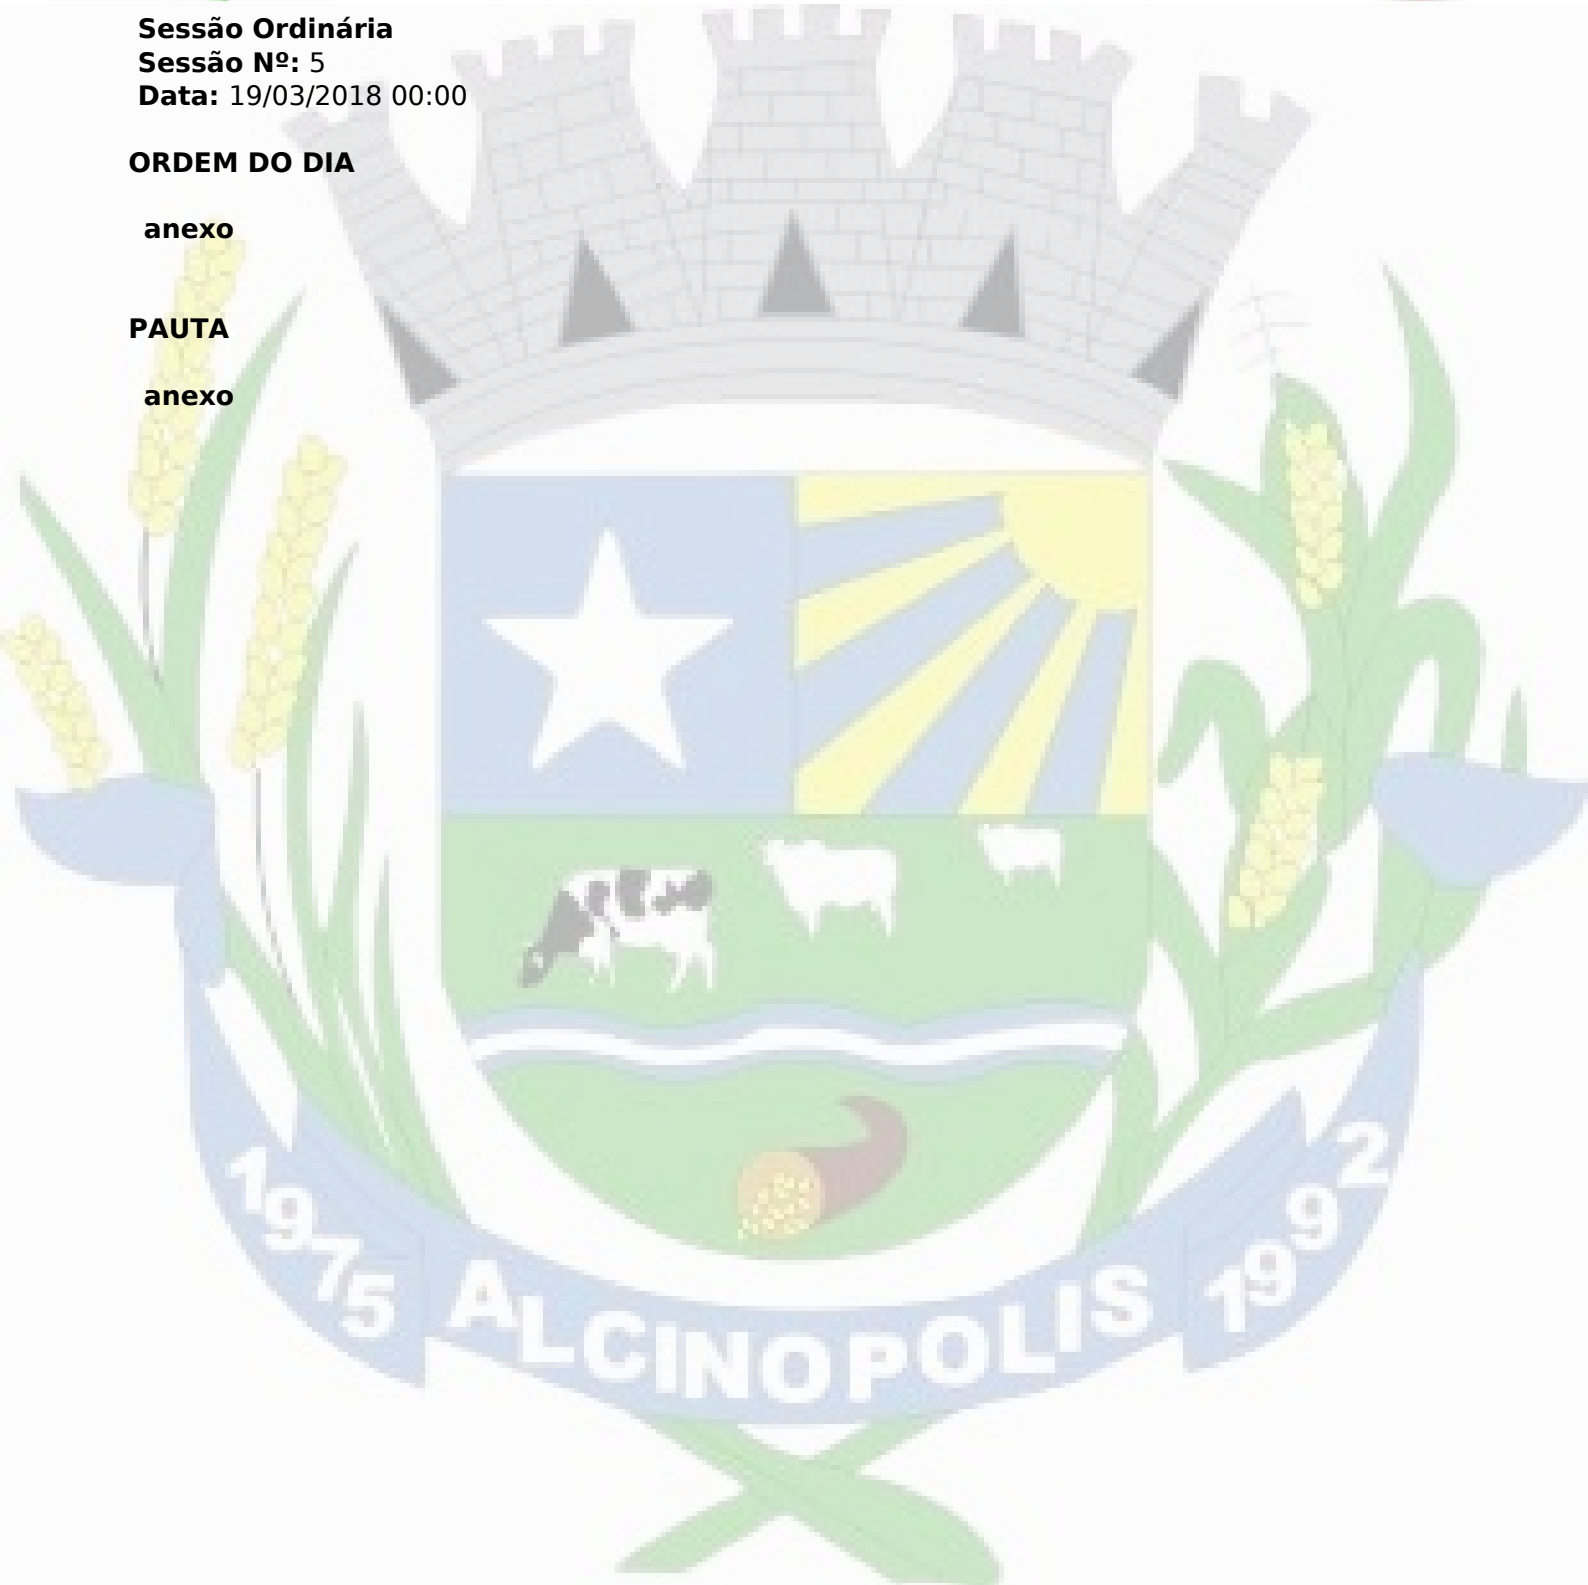 Sessão Ordinária
Sessão Nº: 5
Data: 19/03/2018 00:00
ORDEM DO DIA
anexo
PAUTA
anexo
1975 ALCINOPOLIS 1992